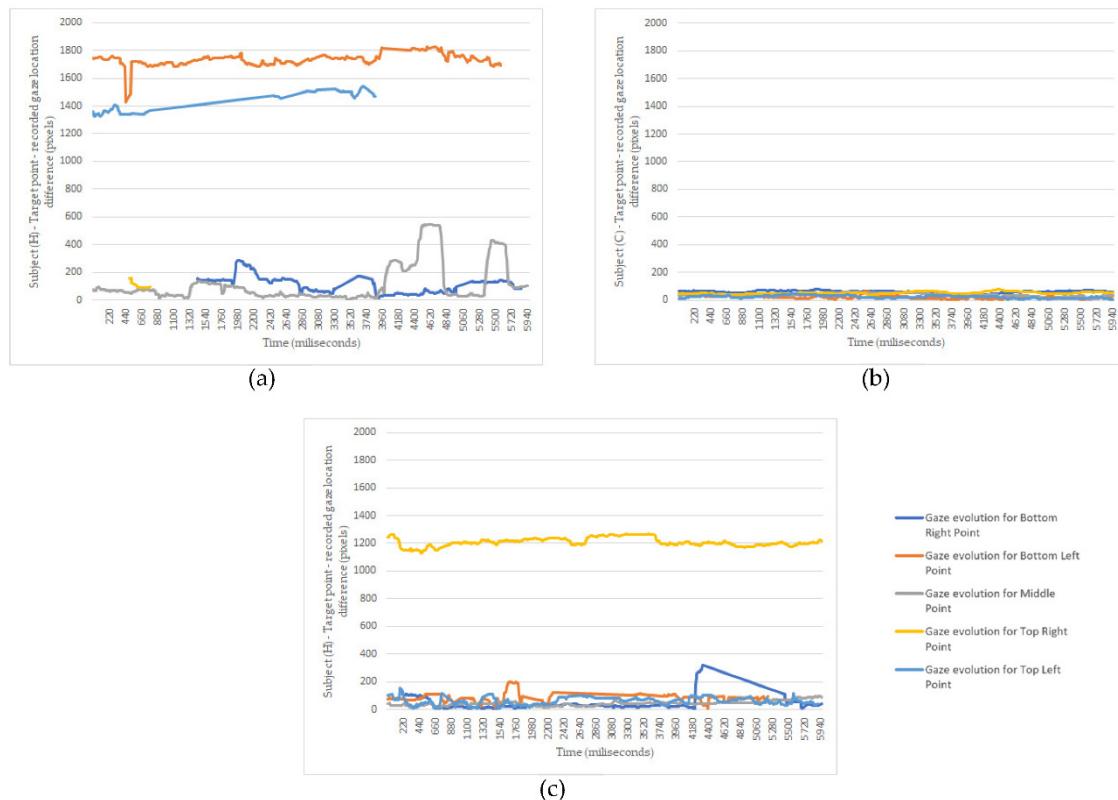 Subject (H) - Target point - recorded gaze location
difference (pixels)
2000
1800
1600
1400
1200
1000
800
600
400
200
0
220 440 660 880 1100 1320 1540 1760 1980 2200 2420 2640 2860 3080 3300 3520 3740 3960 4180 4400 4620 4840 5060 5280 5500 5720 5940
Time (miliseconds)
(a)
Subject (C) - Target point - recorded gaze location
difference (pixels)
2000
1800
1600
1400
1200
1000
800
600
400
200
0
220 440 660 880 1100 1320 1540 1760 1980 2200 2420 2640 2860 3080 3300 3520 3740 3960 4180 4400 4620 4840 5060 5280 5500 5720 5940
Time (miliseconds)
(b)
Subject (H) - Target point - recorded gaze location
difference (pixels)
2000
1800
1600
1400
1200
1000
800
600
400
200
0
220 440 660 880 1100 1320 1540 1760 1980 2200 2420 2640 2860 3080 3300 3520 3740 3960 4180 4400 4620 4840 5060 5280 5500 5720 5940
Time (miliseconds)
(c)
Gaze evolution for Bottom
Right Point
Gaze evolution for Bottom Left
Point
Gaze evolution for Middle
Point
Gaze evolution for Top Right
Point
Gaze evolution for Top Left
Point